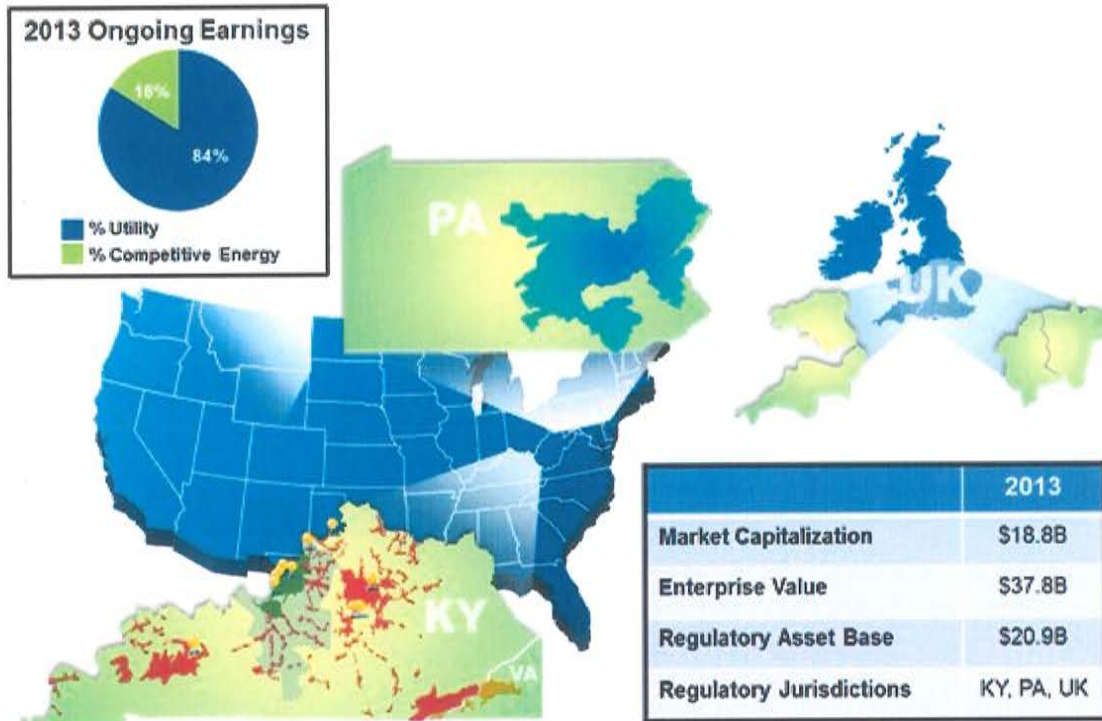 2013 Ongoing Earnings
16%
84%
% Utility
% Competitive Energy
PA
UK
KY
VA
2013
Market Capitalization $18.8B
Enterprise Value $37.8B
Regulatory Asset Base $20.9B
Regulatory Jurisdictions KY, PA, UK